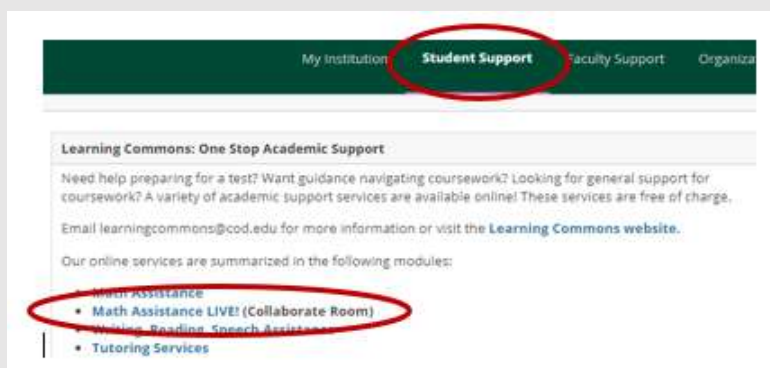 My Institution Student Support Faculty Support Organiza
Learning Commons: One Stop Academic Support
Need help preparing for a test? Want guidance navigating coursework? Looking for general support for
coursework? A variety of academic support services are available online! These services are free of charge.
Email learningcommons@cod.edu for more information or visit the Learning Commons website.
Our online services are summarized in the following modules:
• Math Assistance
• Math Assistance LIVE! (Collaborate Room)
• Writing, Reading, Speech Assistance
• Tutoring Services